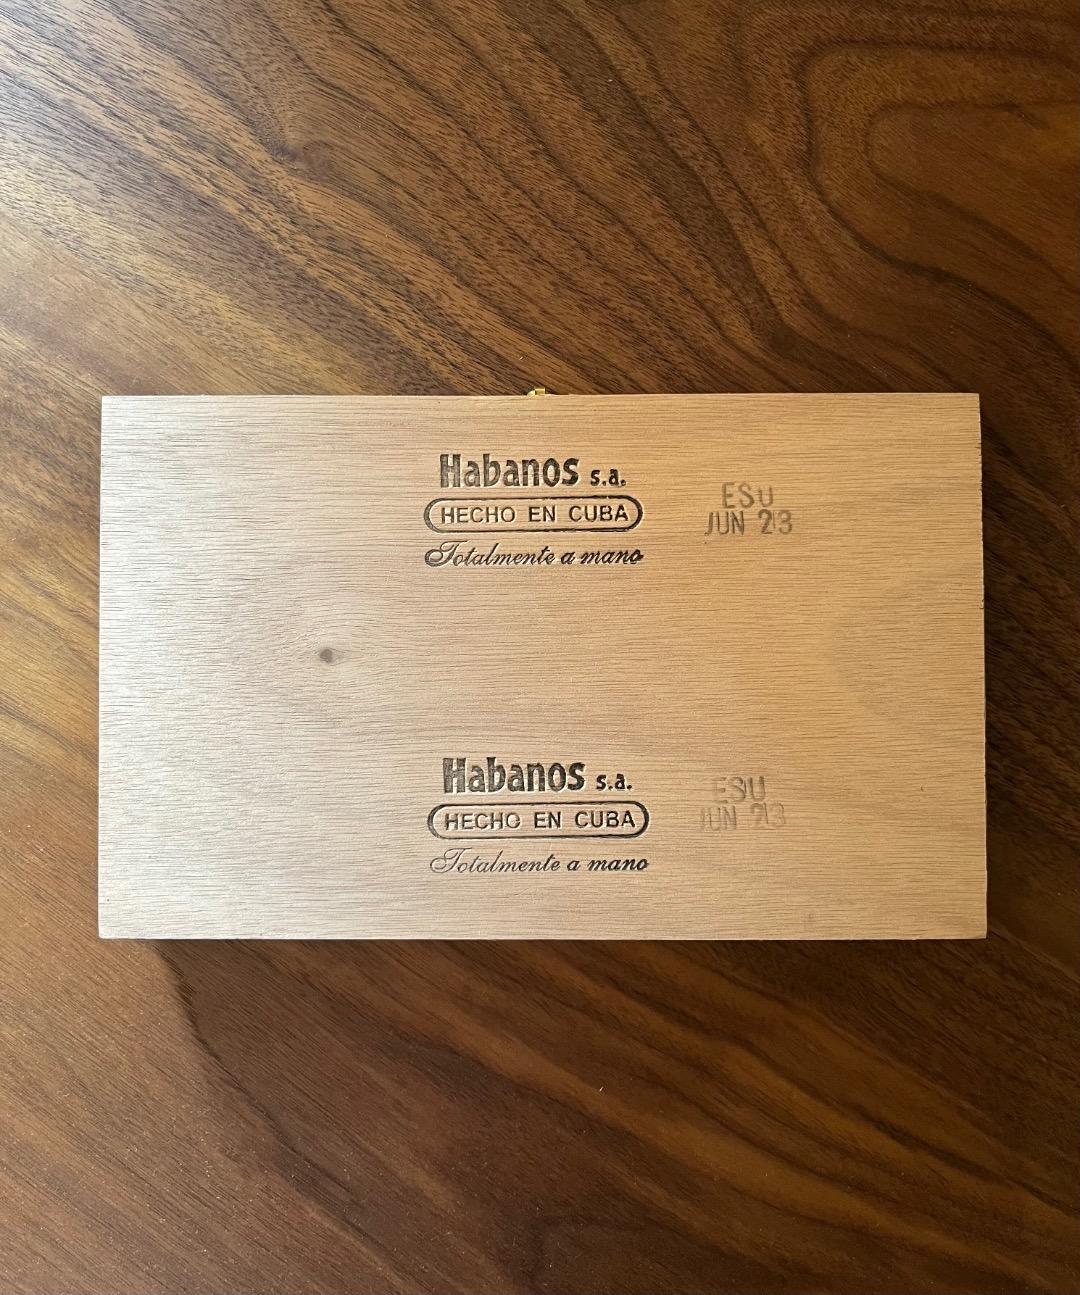 Habanos s.a.
HECHO EN CUBA
Totalmente a mano
ESU
JUN 23
Habanos s.a.
HECHO EN CUBA
Totalmente a mano
ESU
JUN 23